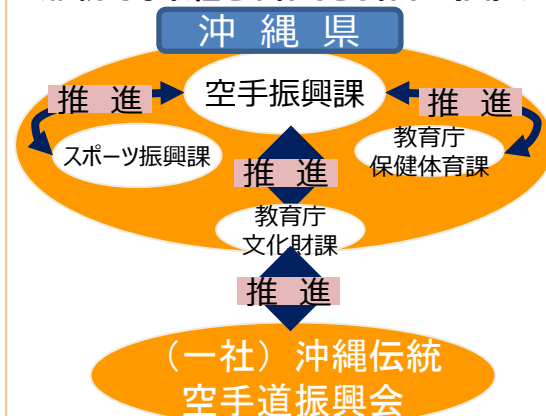 沖縄県
空手振興課
推進
推進
スポーツ振興課
教育庁
保健体育課
推進
教育庁
文化財課
推進
（一社）沖縄伝統
空手道振興会